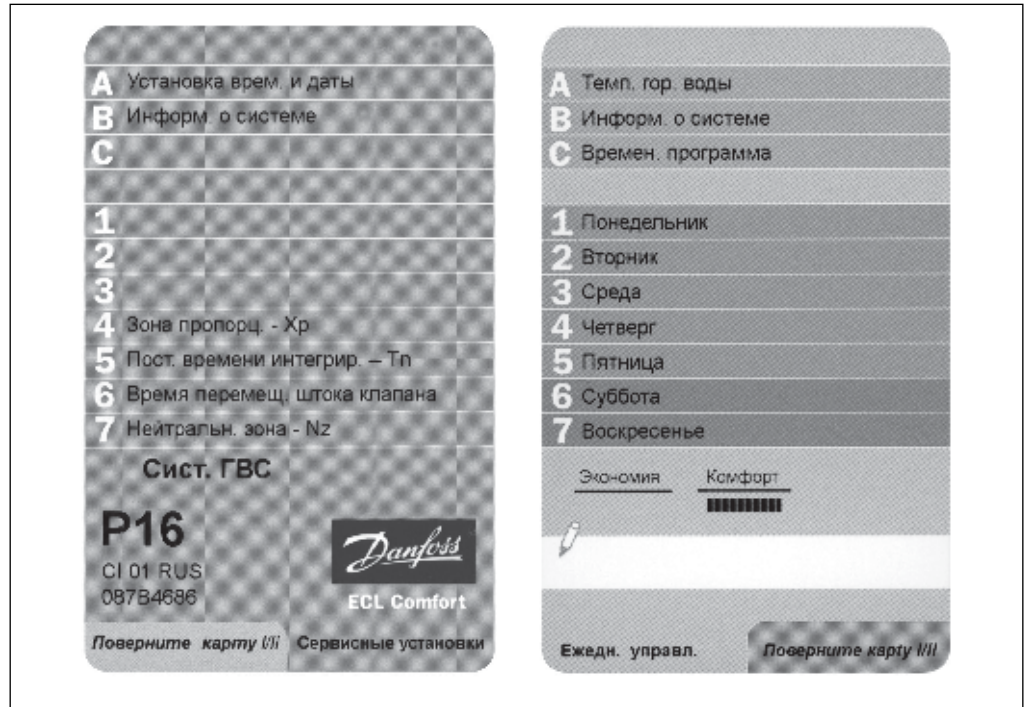 A Установка врем. и даты
B Информ. о системе
C
1
2
3
4 Зона пропорц. - Xp
5 Пост. времени интегрир. – Tn
6 Время перемещ. штока клапана
7 Нейтральн. зона - Nz
Сист. ГВС
P16
CI 01 RUS
087B4686
Danfoss
ECL Comfort
Поверните карту I/II Сервисные установки
A Темп. гор. воды
B Информ. о системе
C Времен. программа
1 Понедельник
2 Вторник
3 Среда
4 Четверг
5 Пятница
6 Суббота
7 Воскресенье
Экономия Комфорт
Ежедн. управл. Поверните карту I/II